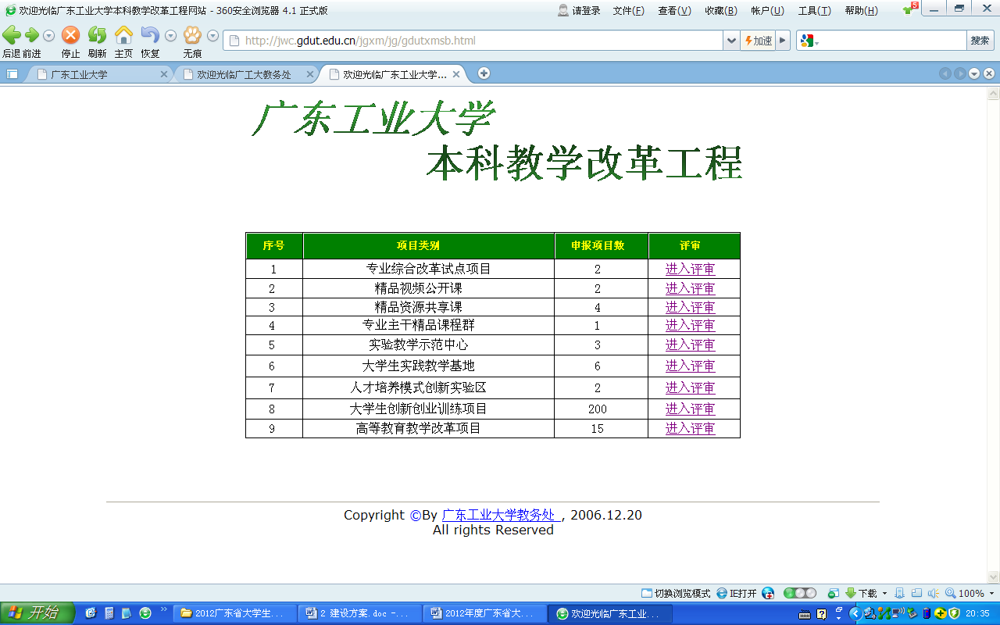 欢迎光临广东工业大学本科教学改革工程网站 - 360安全浏览器 4.1 正式版
请登录 文件(F) 查看(V) 收藏(B) 帐户(U) 工具(T) 帮助(H) 5
后退 前进 停止 刷新 主页 恢复 无痕 http://jwc.gdut.edu.cn/jgxm/jg/gdutxmsb.html 加速 搜索
广东工业大学 欢迎光临广工大教务处 欢迎光临广东工业大学...
广东工业大学
本科教学改革工程
序号 项目类别 申报项目数 评审
1 专业综合改革试点项目 2 进入评审
2 精品视频公开课 2 进入评审
3 精品资源共享课 4 进入评审
4 专业主干精品课程群 1 进入评审
5 实验教学示范中心 3 进入评审
6 大学生实践教学基地 6 进入评审
7 人才培养模式创新实验区 2 进入评审
8 大学生创新创业训练项目 200 进入评审
9 高等教育教学改革项目 15 进入评审
Copyright ©By 广东工业大学教务处 , 2006.12.20
All rights Reserved
切换浏览模式 IE打开 下载 100%
开始 2012广东省大学生... 2 建设方案.doc -... 2012年度广东省大... 欢迎光临广东工业... 20:35